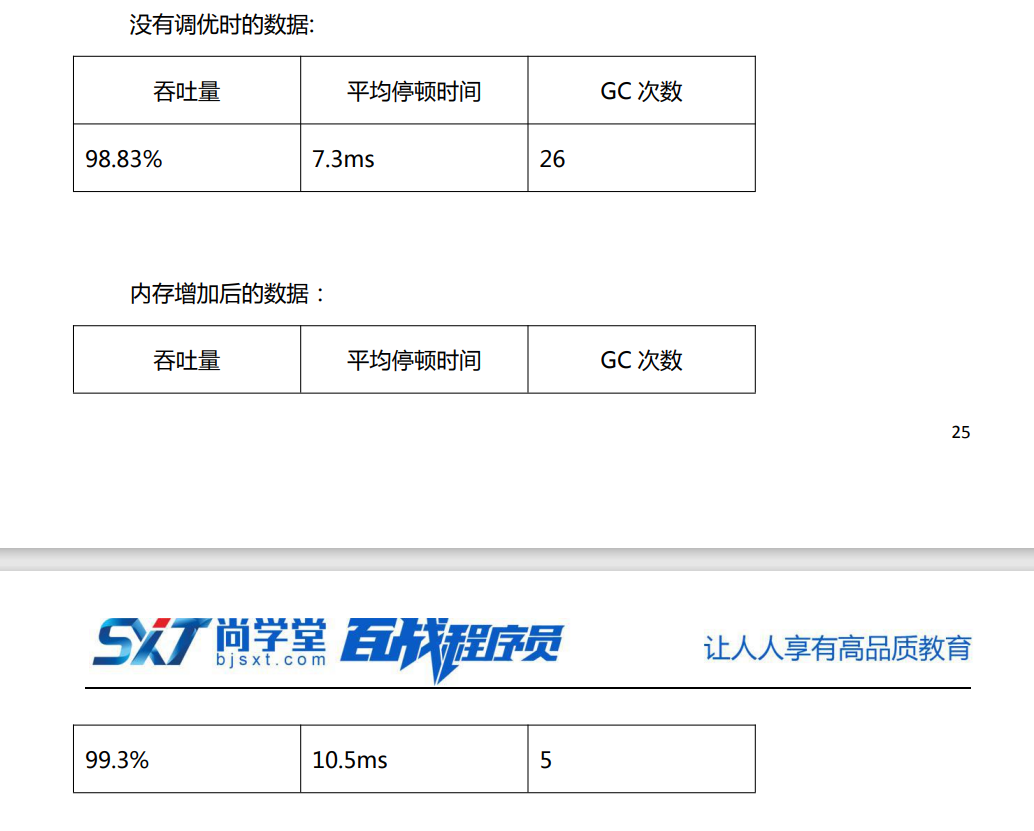 没有调优时的数据:
吞吐量 平均停顿时间 GC 次数
98.83% 7.3ms 26
内存增加后的数据：
吞吐量 平均停顿时间 GC 次数
25
SXT 尚学堂 百战程序员 让人人享有高品质教育
bjsxt.com
99.3% 10.5ms 5